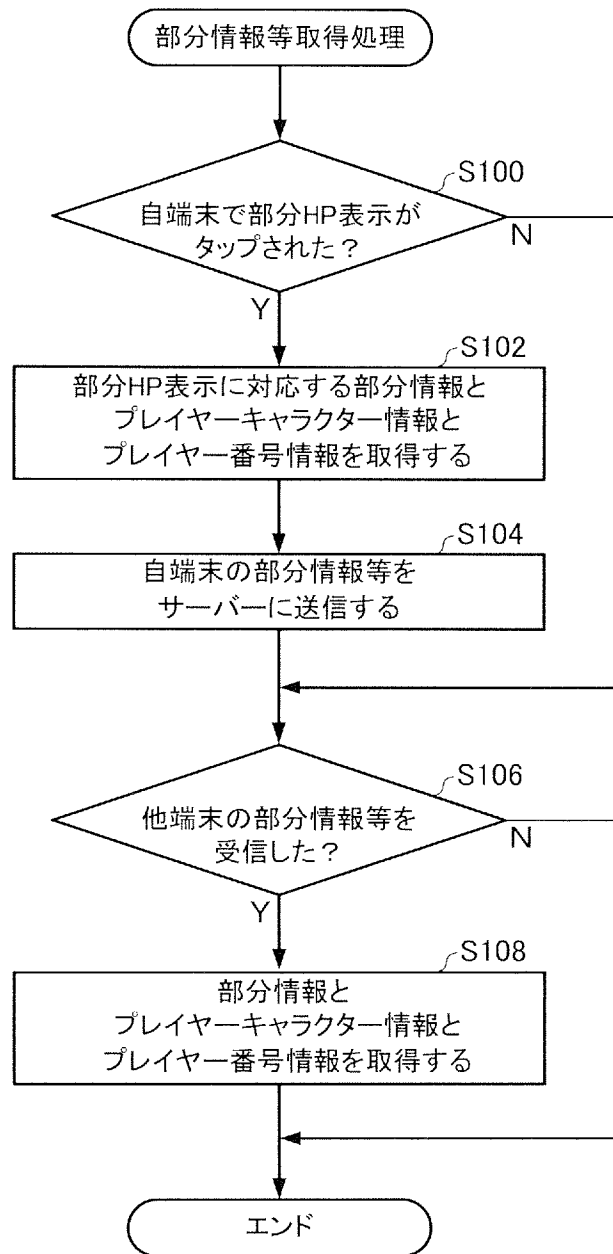 部分情報等取得処理
S100
自端末で部分HP表示が
タップされた？
N
Y
S102
部分HP表示に対応する部分情報と
プレイヤーキャラクター情報と
プレイヤー番号情報を取得する
S104
自端末の部分情報等を
サーバーに送信する
S106
他端末の部分情報等を
受信した？
N
Y
S108
部分情報と
プレイヤーキャラクター情報と
プレイヤー番号情報を取得する
エンド